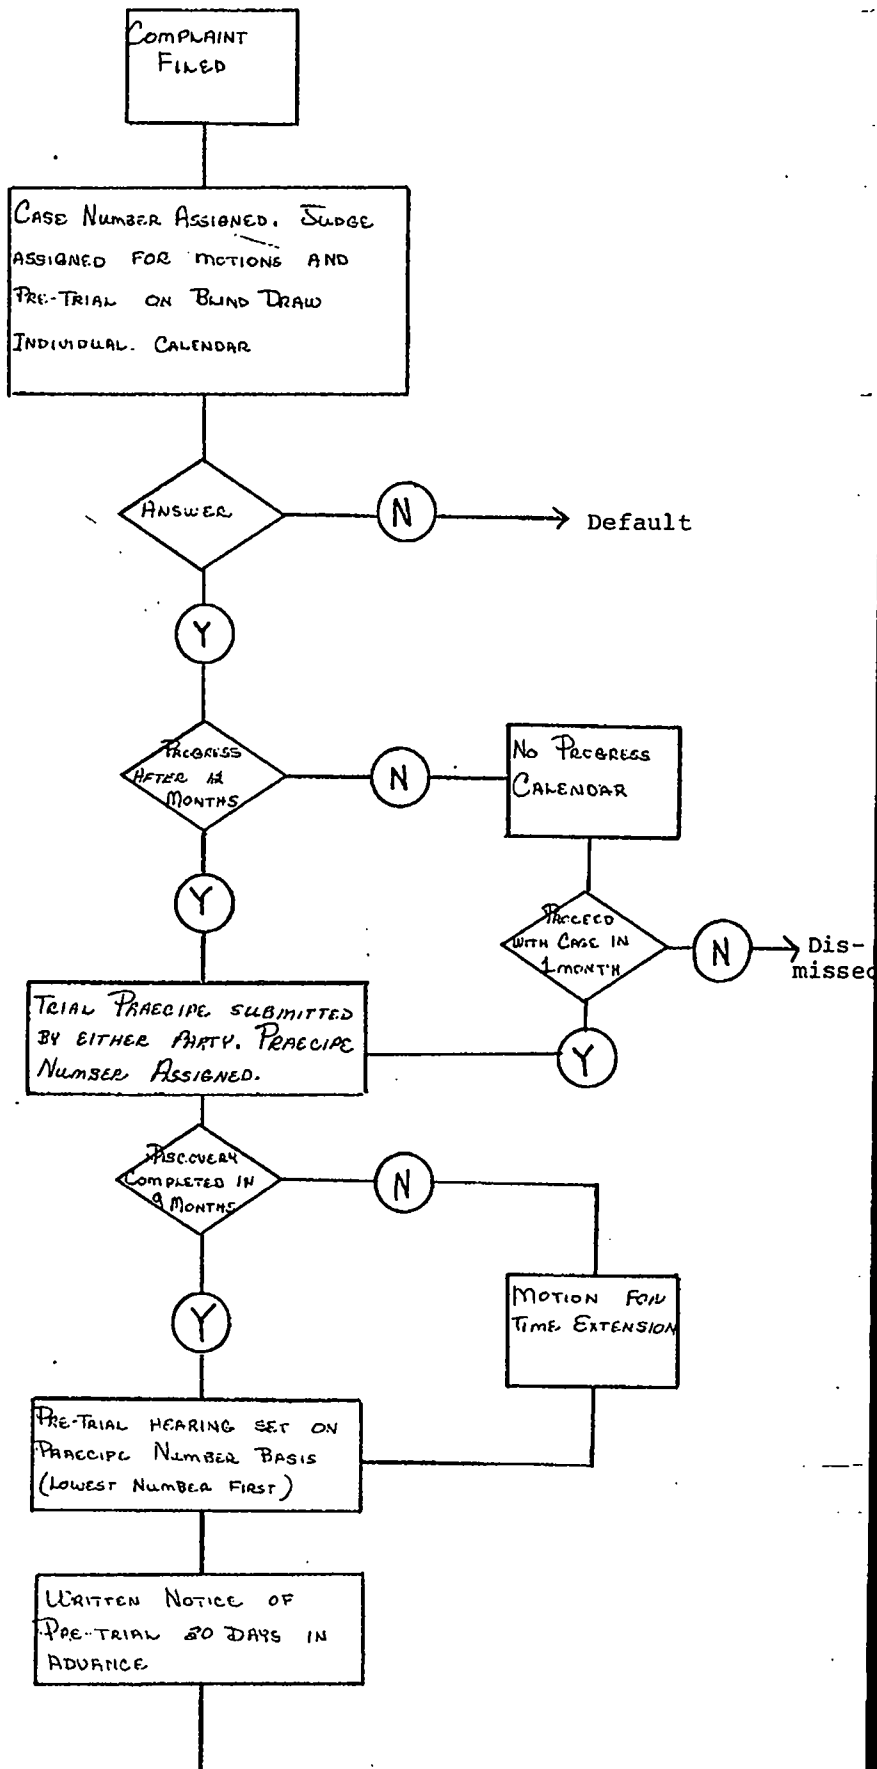 COMPLAINT
FILED
CASE NUMBER ASSIGNED. JUDGE
ASSIGNED FOR MOTIONS AND
PRE-TRIAL ON BLIND DRAW
INDIVIDUAL. CALENDAR
ANSWER
N
Default
Y
PROGRESS
AFTER 12
MONTHS
N
NO PROGRESS
CALENDAR
Y
PROCEED
WITH CASE IN
1 MONTH
N
Dis-
missed
TRIAL PRAECIPE SUBMITTED
BY EITHER PARTY. PRAECIPE
NUMBER ASSIGNED.
Y
DISCOVERY
COMPLETED IN
9 MONTHS
N
Y
MOTION FOR
TIME EXTENSION
PRE-TRIAL HEARING SET ON
PRAECIPE NUMBER BASIS
(LOWEST NUMBER FIRST)
WRITTEN NOTICE OF
PRE-TRIAL DAYS IN
ADVANCE